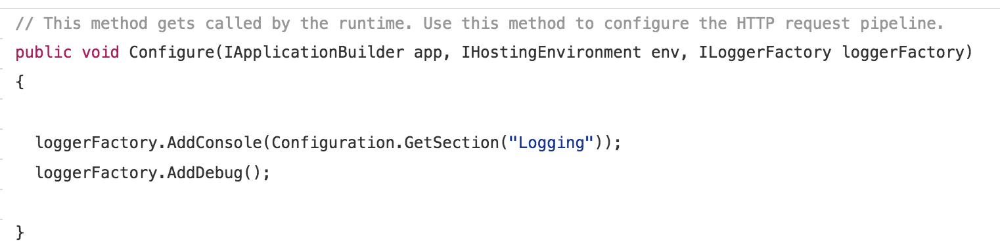 // This method gets called by the runtime. Use this method to configure the HTTP request pipeline.
public void Configure(IApplicationBuilder app, IHostingEnvironment env, ILoggerFactory loggerFactory)
{
loggerFactory.AddConsole(Configuration.GetSection("Logging"));
loggerFactory.AddDebug();
}